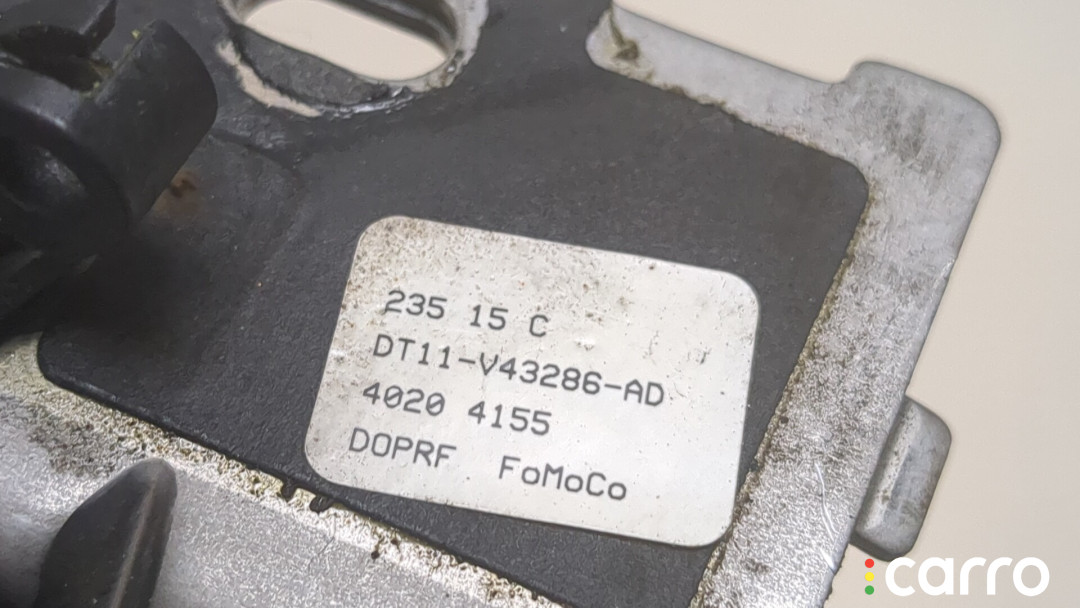 235 15 C
DT11-V43286-AD
4020 4155
DOPRF FoMoCo
carro